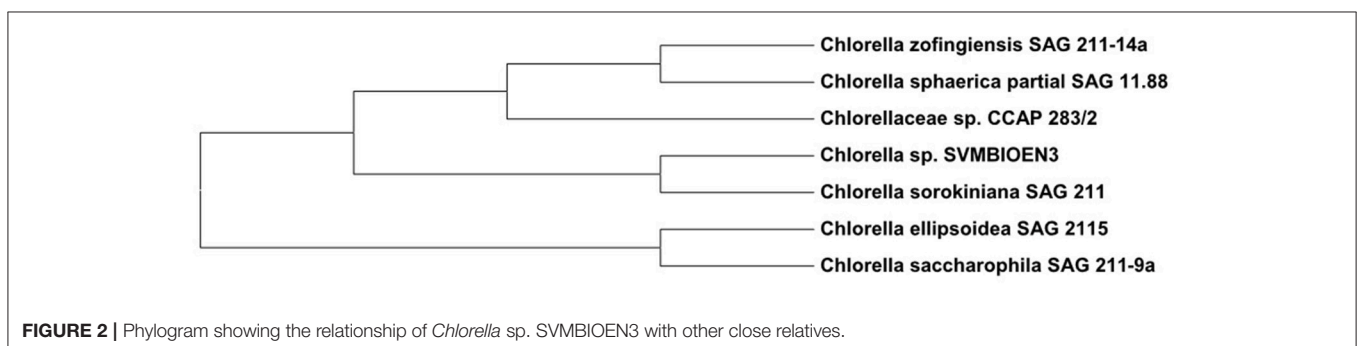 Chlorella zofingiensis SAG 211-14a
Chlorella sphaerica partial SAG 11.88
Chlorellaceae sp. CCAP 283/2
Chlorella sp. SVMBIOEN3
Chlorella sorokiniana SAG 211
Chlorella ellipsoidea SAG 2115
Chlorella saccharophila SAG 211-9a
FIGURE 2 | Phylogram showing the relationship of Chlorella sp. SVMBIOEN3 with other close relatives.